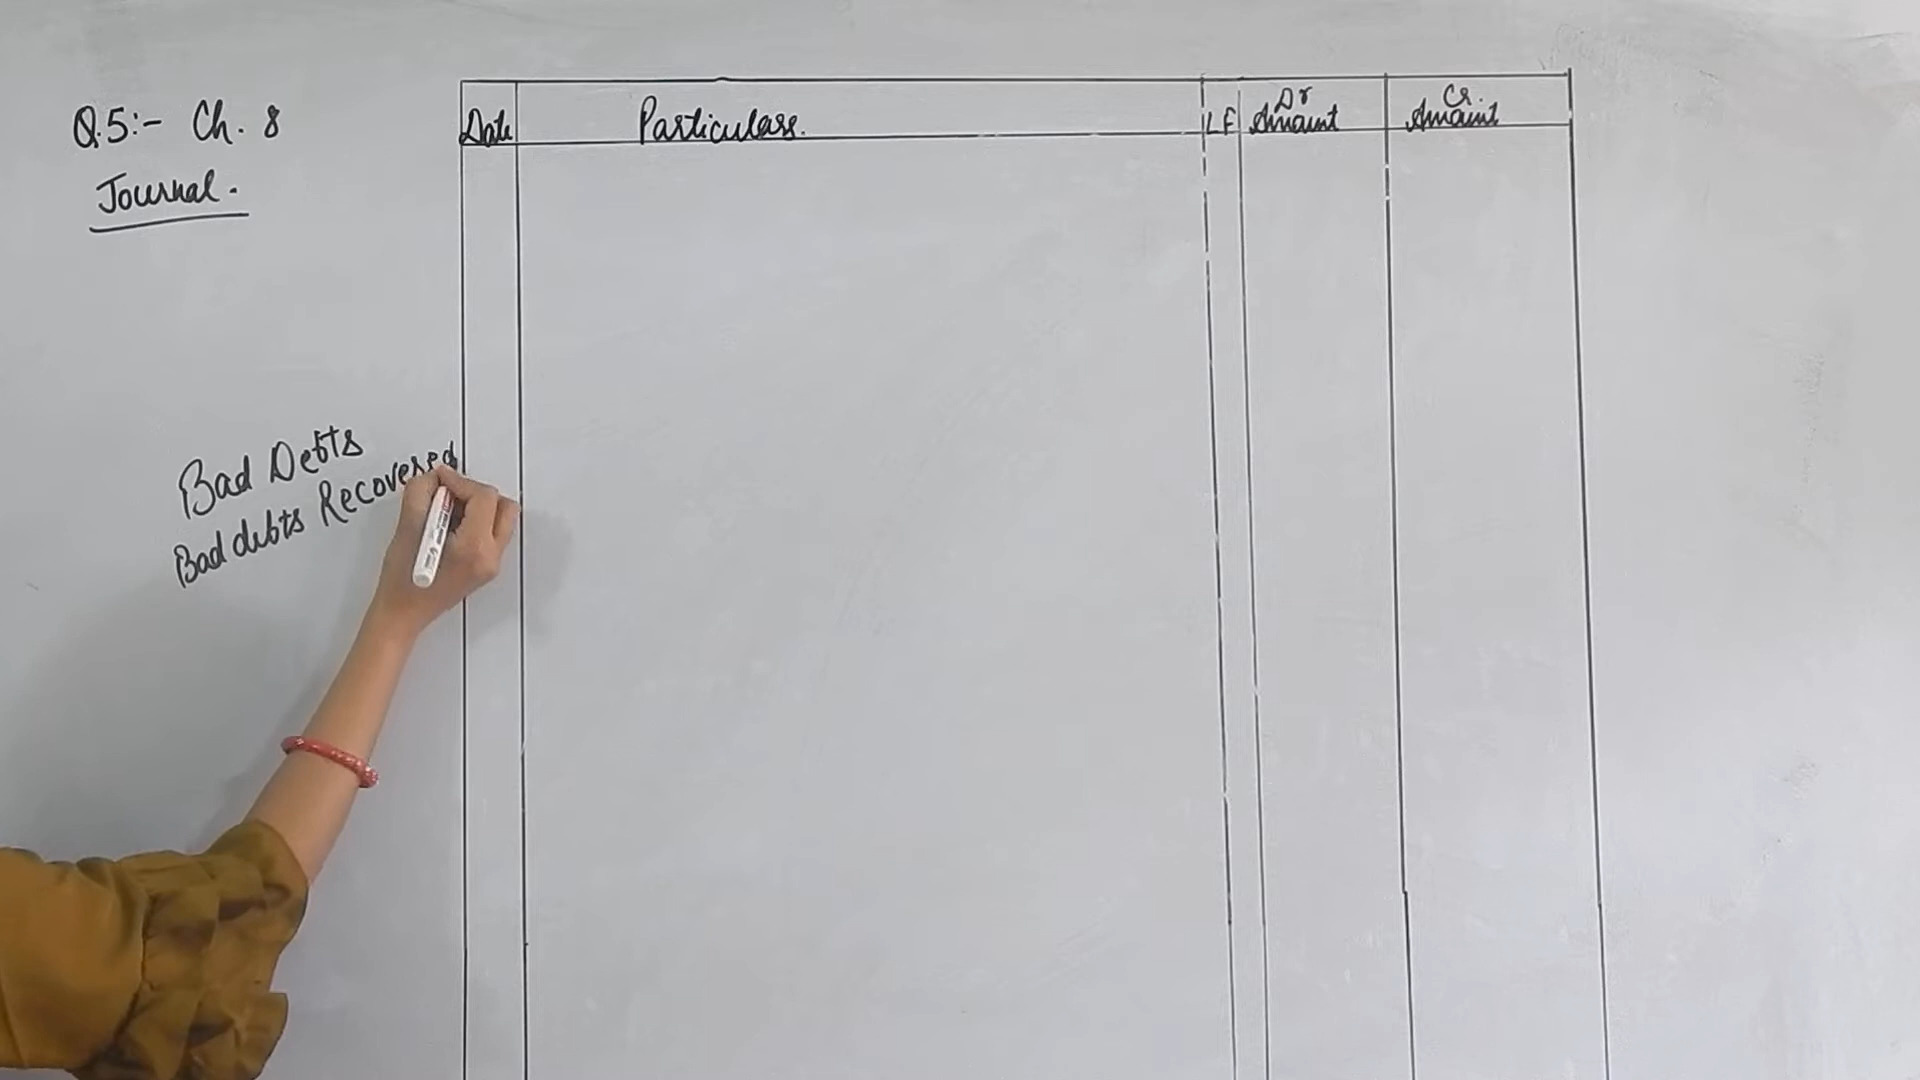 Q.5:- Ch. 8
Journal.
Date Particulars. LF Dr Amount Cr. Amount
Bad Debts
Bad debts Recovered